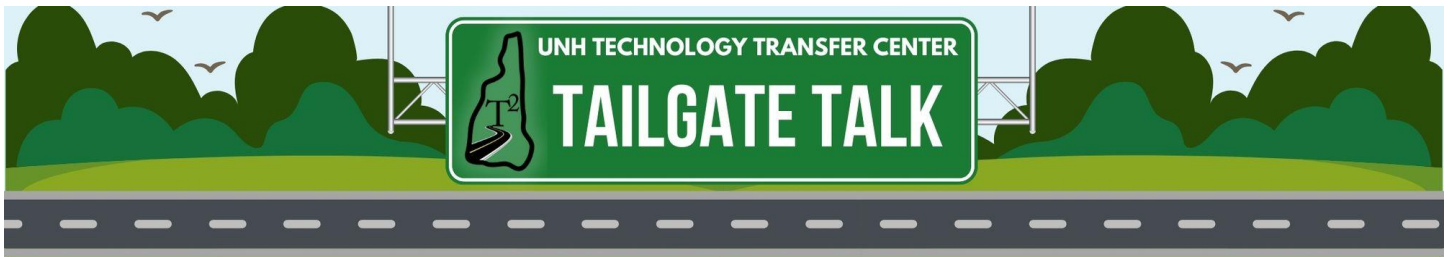 UNH TECHNOLOGY TRANSFER CENTER
T2
TAILGATE TALK